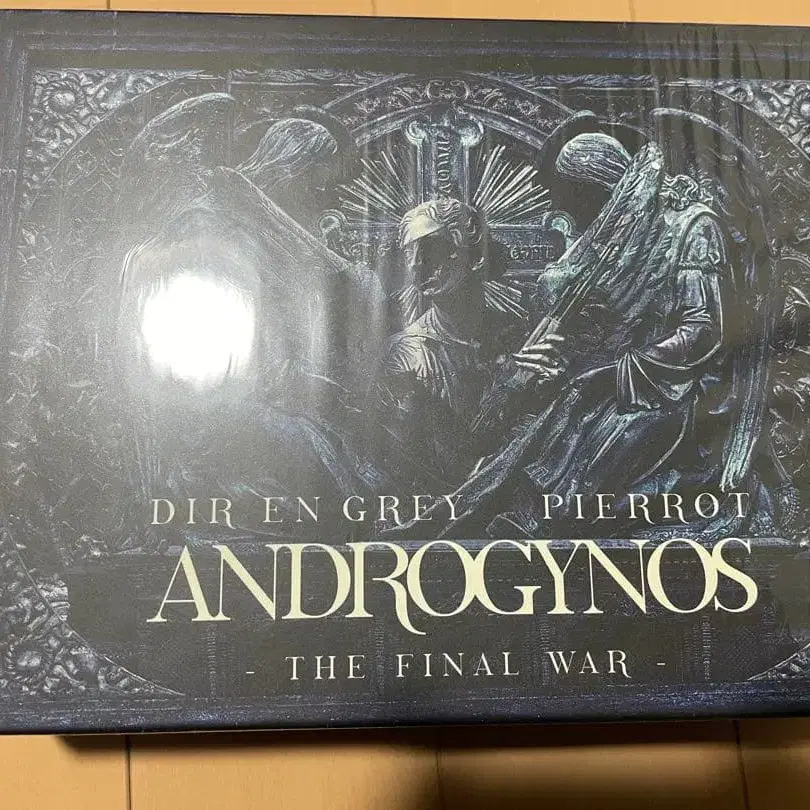 DIR EN GREY PIERROT
ANDROGYNOS
- THE FINAL WAR -